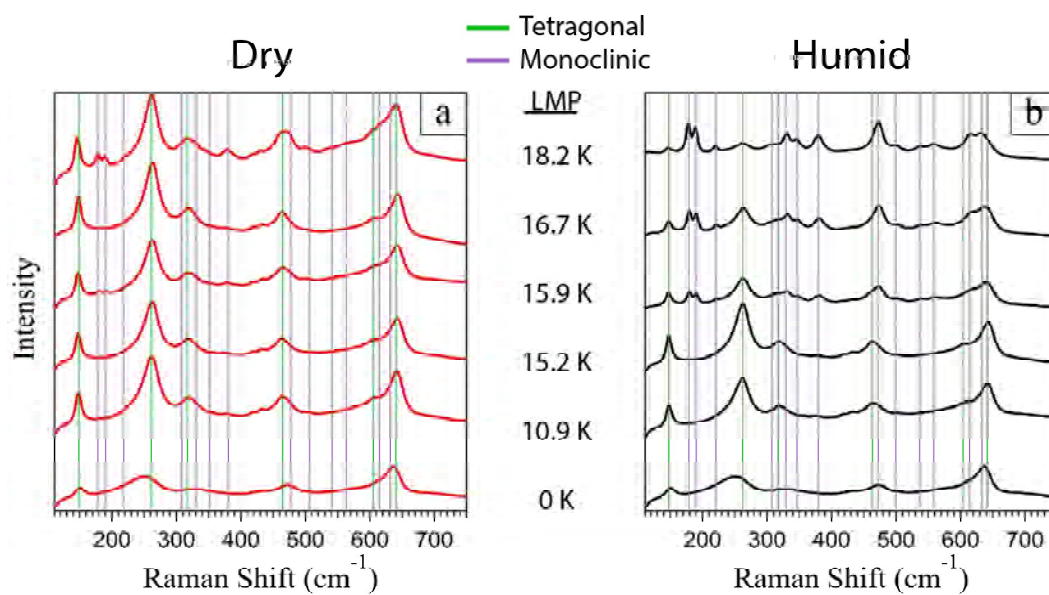 Tetragonal
Monoclinic
Dry
Humid
LMP
a
b
18.2 K
16.7 K
15.9 K
15.2 K
10.9 K
0 K
Intensity
200 300 400 500 600 700
200 300 400 500 600 700
Raman Shift (cm⁻¹)
Raman Shift (cm⁻¹)